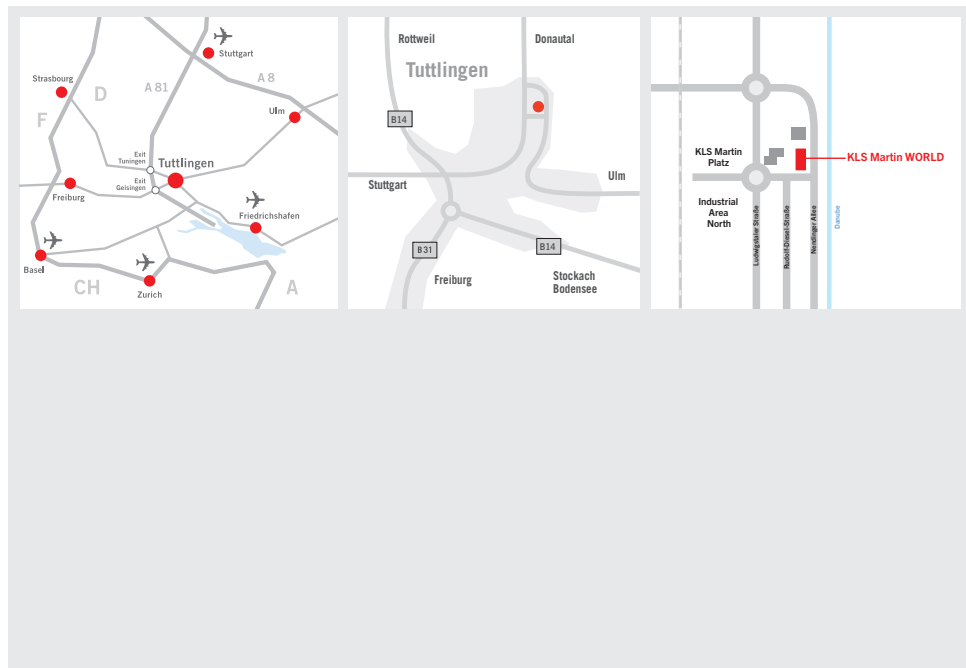 Stuttgart
A 81
A 8
Strasbourg
D
F
Ulm
Exit
Tuningen
Tuttlingen
Exit
Geisingen
Freiburg
Friedrichshafen
Basel
CH
Zurich
A
Rottweil
Donautal
Tuttlingen
B14
Stuttgart
Ulm
B31
B14
Freiburg
Stockach
Bodensee
KLS Martin
Platz
KLS Martin WORLD
Industrial
Area
North
Ludwigstaler Straße
Rudolf-Diesel-Straße
Nendinger Allee
Danube